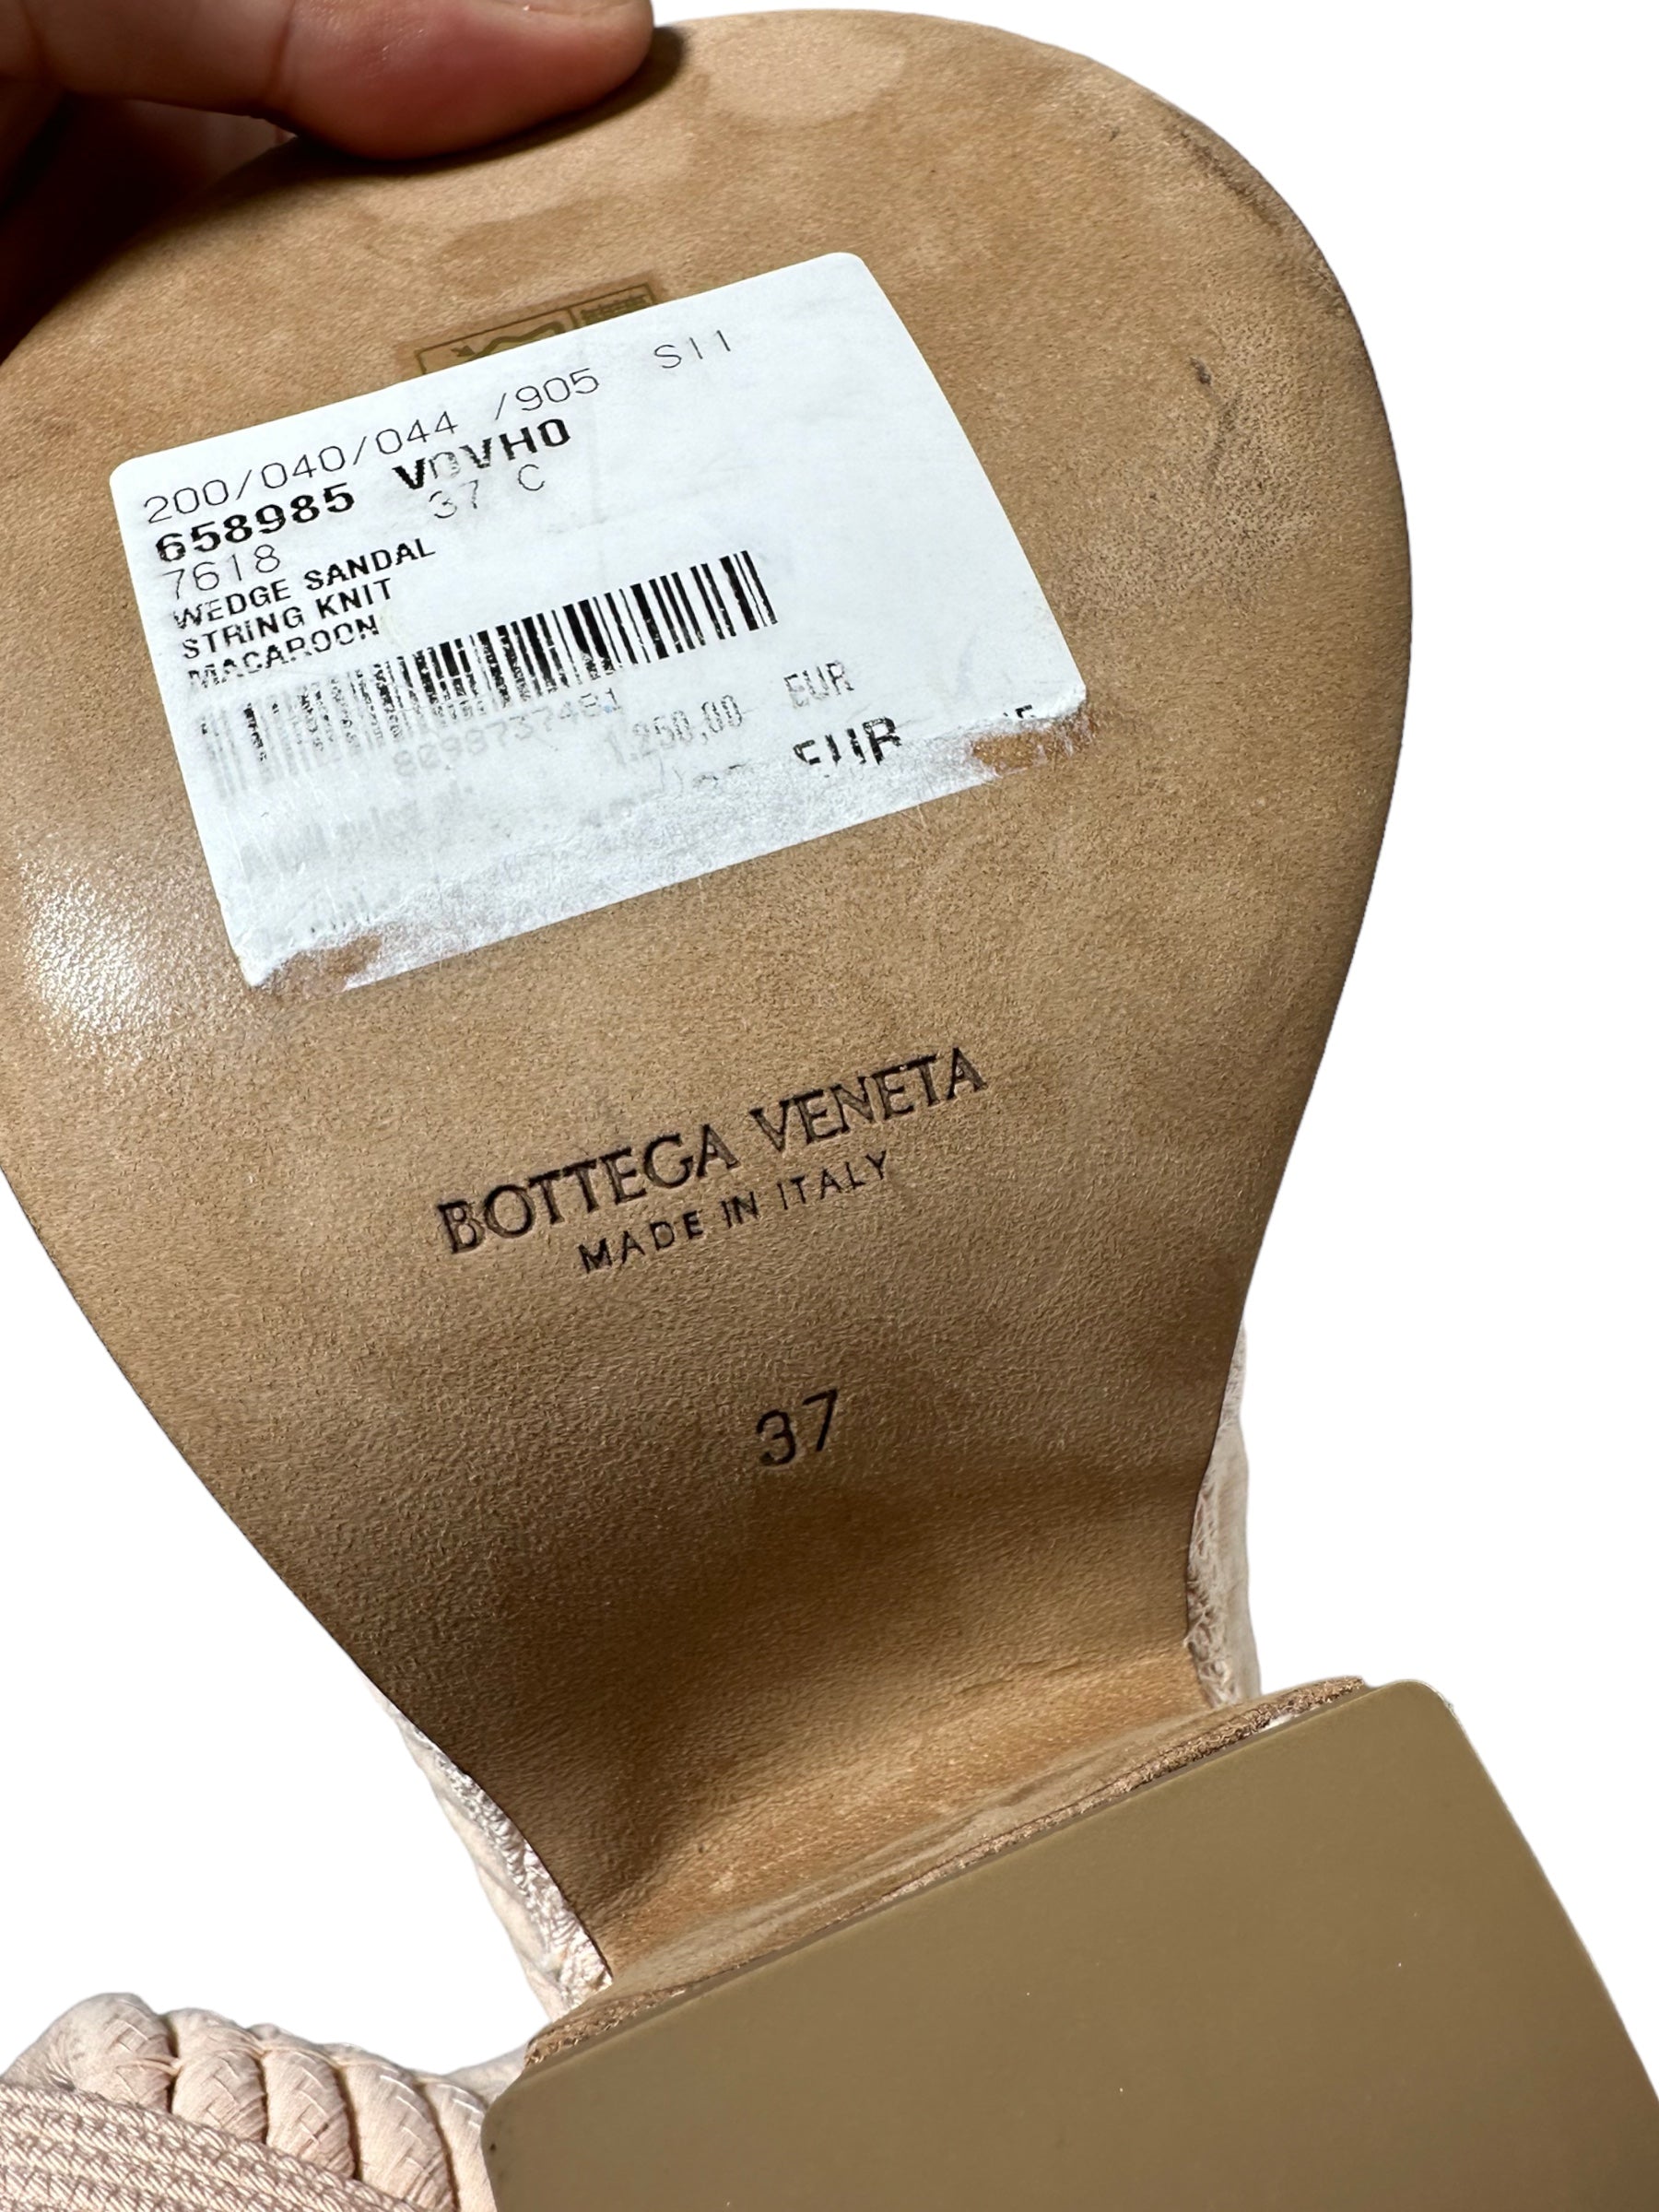 200/040/044 /905 S11
658985 V0VH0
7618 37 C
WEDGE SANDAL
STRING KNIT
MACAROON
8098737481
1.250,00 EUR
EUR
BOTTEGA VENETA
MADE IN ITALY
37